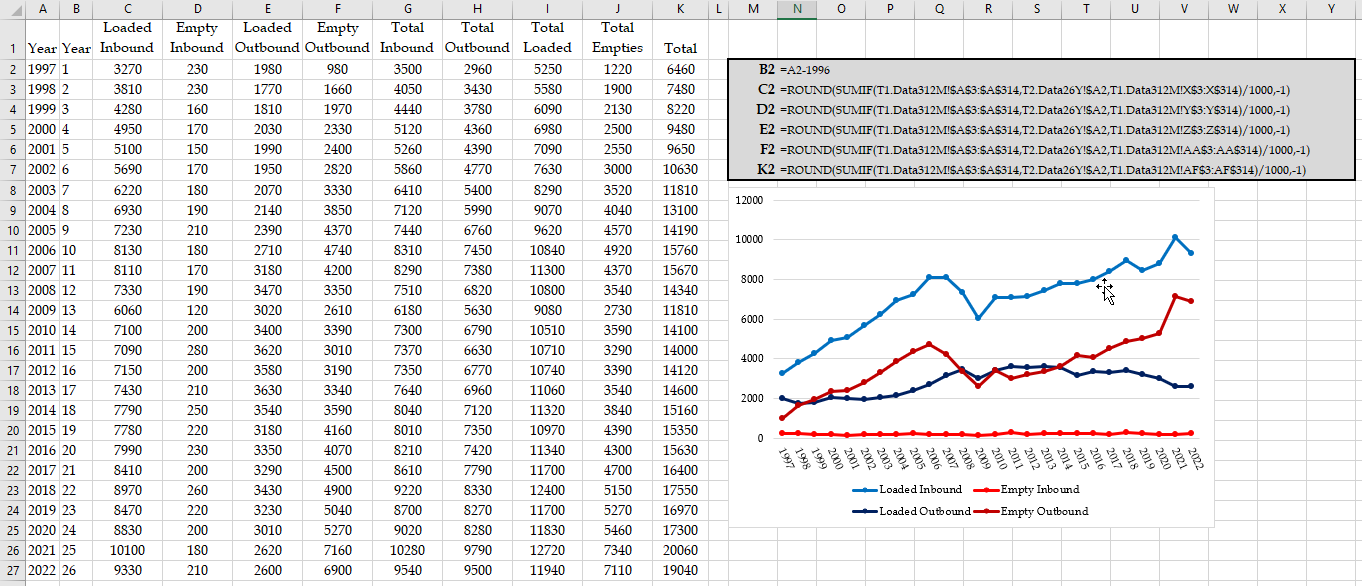 A B C D E F G H I J K L M N O P Q R S T U V W X Y
Loaded Empty Loaded Empty Total Total Total Total
1 Year Year Inbound Inbound Outbound Outbound Inbound Outbound Loaded Empties Total
2 1997 1 3270 230 1980 980 3500 2960 5250 1220 6460
3 1998 2 3810 230 1770 1660 4050 3430 5580 1900 7480
4 1999 3 4280 160 1810 1970 4440 3780 6090 2130 8220
5 2000 4 4950 170 2030 2330 5120 4360 6980 2500 9480
6 2001 5 5100 150 1990 2400 5260 4390 7090 2550 9650
7 2002 6 5690 170 1950 2820 5860 4770 7630 3000 10630
8 2003 7 6220 180 2070 3330 6410 5400 8290 3520 11810
9 2004 8 6930 190 2140 3850 7120 5990 9070 4040 13100
10 2005 9 7230 210 2390 4370 7440 6760 9620 4570 14190
11 2006 10 8130 180 2710 4740 8310 7450 10840 4920 15760
12 2007 11 8110 170 3180 4200 8290 7380 11300 4370 15670
13 2008 12 7330 190 3470 3350 7510 6820 10800 3540 14340
14 2009 13 6060 120 3020 2610 6180 5630 9080 2730 11810
15 2010 14 7100 200 3400 3390 7300 6790 10510 3590 14100
16 2011 15 7090 280 3620 3010 7370 6630 10710 3290 14000
17 2012 16 7150 200 3580 3190 7350 6770 10740 3390 14120
18 2013 17 7430 210 3630 3340 7640 6960 11060 3540 14600
19 2014 18 7790 250 3540 3590 8040 7120 11320 3840 15160
20 2015 19 7780 220 3180 4160 8010 7350 10970 4390 15350
21 2016 20 7990 230 3350 4070 8210 7420 11340 4300 15630
22 2017 21 8410 200 3290 4500 8610 7790 11700 4700 16400
23 2018 22 8970 260 3430 4900 9220 8330 12400 5150 17550
24 2019 23 8470 220 3230 5040 8700 8270 11700 5270 16970
25 2020 24 8830 200 3010 5270 9020 8280 11830 5460 17300
26 2021 25 10100 180 2620 7160 10280 9790 12720 7340 20060
27 2022 26 9330 210 2600 6900 9540 9500 11940 7110 19040
B2 =A2-1996
C2 =ROUND(SUMIF(T1.Data312M!$A$3:$A$314,T2.Data26Y!$A2,T1.Data312M!X$3:X$314)/1000,-1)
D2 =ROUND(SUMIF(T1.Data312M!$A$3:$A$314,T2.Data26Y!$A2,T1.Data312M!Y$3:Y$314)/1000,-1)
E2 =ROUND(SUMIF(T1.Data312M!$A$3:$A$314,T2.Data26Y!$A2,T1.Data312M!Z$3:Z$314)/1000,-1)
F2 =ROUND(SUMIF(T1.Data312M!$A$3:$A$314,T2.Data26Y!$A2,T1.Data312M!AA$3:AA$314)/1000,-1)
K2 =ROUND(SUMIF(T1.Data312M!$A$3:$A$314,T2.Data26Y!$A2,T1.Data312M!AF$3:AF$314)/1000,-1)
12000
10000
8000
6000
4000
2000
0
1997 1998 1999 2000 2001 2002 2003 2004 2005 2006 2007 2008 2009 2010 2011 2012 2013 2014 2015 2016 2017 2018 2019 2020 2021 2022
Loaded Inbound Empty Inbound
Loaded Outbound Empty Outbound